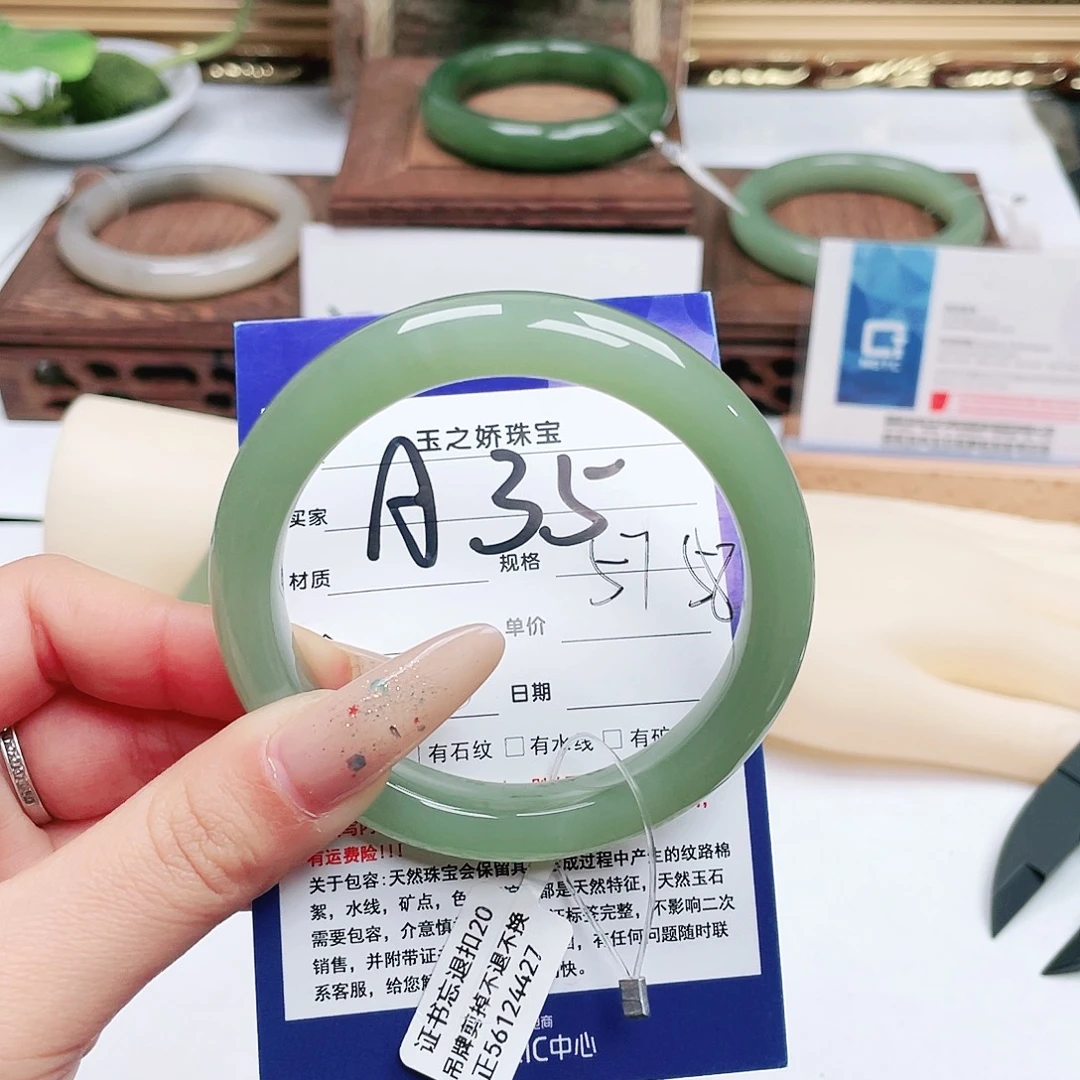 玉之娇珠宝
A 35
买家
规格 57 58
材质
单价
日期
有石纹 □有水线 □有矿
有运费险!!!
关于包容:天然珠宝会保留其 成过程中产生的纹路棉
絮，水线，矿点，色 都是天然特征，天然玉石
需要包容，介意慎 证标签完整，不影响二次
销售，并附带证 有任何问题随时联
系客服，给您 快。
IC中心
证书忘退扣20
吊牌剪掉不退不换
正56124427